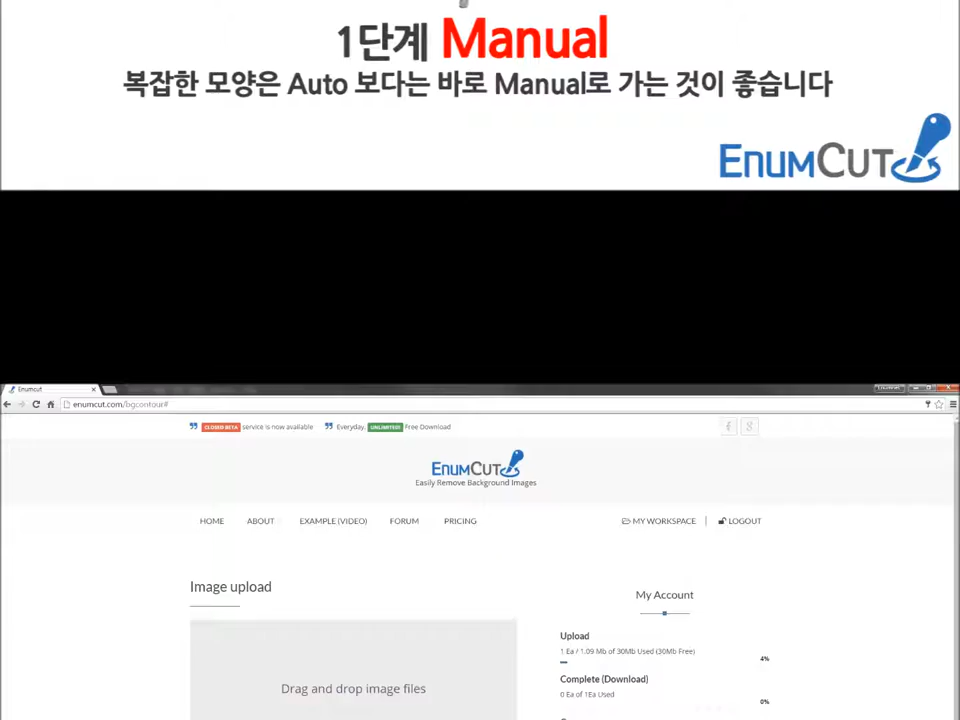 1단계 Manual
복잡한 모양은 Auto 보다는 바로 Manual로 가는 것이 좋습니다
ENUMCUT
Enumcut
enumcut.com/bgcontour#
CLOSED BETA service is now available Everyday, UNLIMITED! Free Download
ENUMCUT
Easily Remove Background Images
HOME ABOUT EXAMPLE (VIDEO) FORUM PRICING MY WORKSPACE | LOGOUT
Image upload
My Account
Upload
1 Ea / 1.09 Mb of 30Mb Used (30Mb Free)
4%
Drag and drop image files
Complete (Download)
0 Ea of 1Ea Used
0%